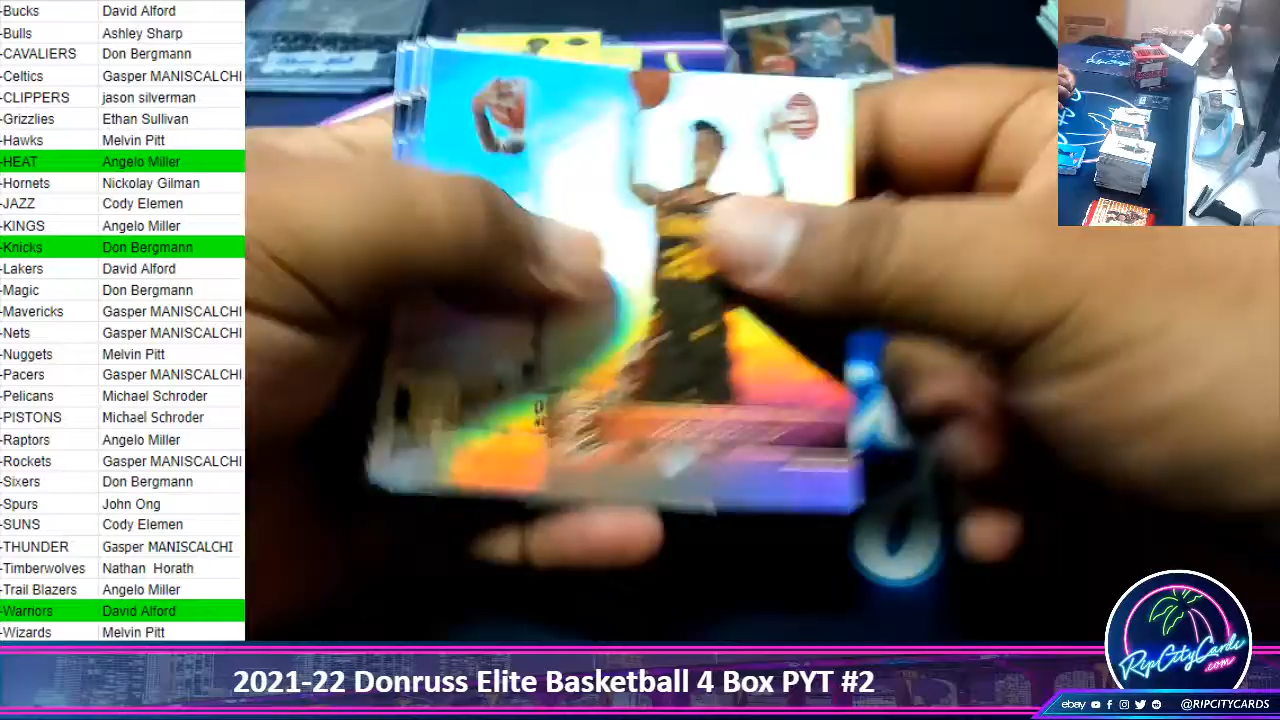 -Bucks David Alford
-Bulls Ashley Sharp
-CAVALIERS Don Bergmann
-Celtics Gasper MANISCALCHI
-CLIPPERS jason silverman
-Grizzlies Ethan Sullivan
-Hawks Melvin Pitt
-HEAT Angelo Miller
-Hornets Nickolay Gilman
-JAZZ Cody Elemen
-KINGS Angelo Miller
-Knicks Don Bergmann
-Lakers David Alford
-Magic Don Bergmann
-Mavericks Gasper MANISCALCHI
-Nets Gasper MANISCALCHI
-Nuggets Melvin Pitt
-Pacers Gasper MANISCALCHI
-Pelicans Michael Schroder
-PISTONS Michael Schroder
-Raptors Angelo Miller
-Rockets Gasper MANISCALCHI
-Sixers Don Bergmann
-Spurs John Ong
-SUNS Cody Elemen
-THUNDER Gasper MANISCALCHI
-Timberwolves Nathan Horath
-Trail Blazers Angelo Miller
-Warriors David Alford
-Wizards Melvin Pitt
RipCityCards
.com
2021-22 Donruss Elite Basketball 4 Box PYT #2
ebay @RIPCITYCARDS